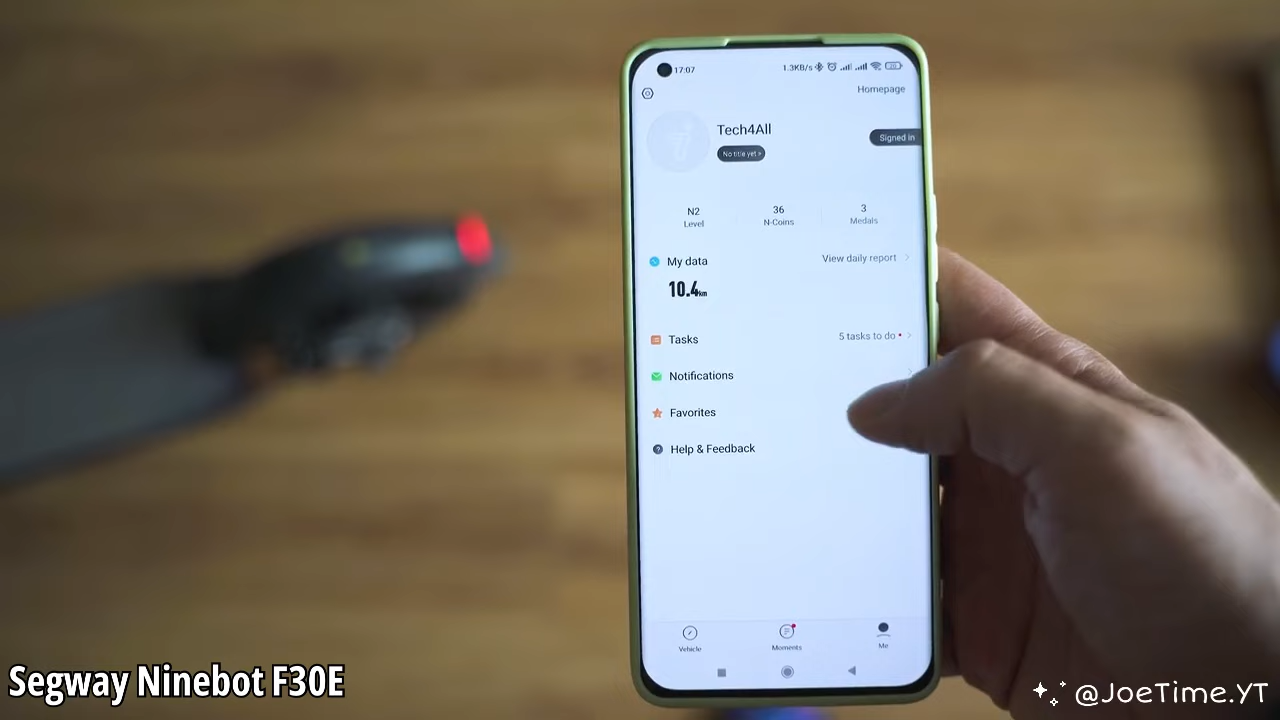 17:07
1.3KB/s
20
Homepage
Tech4All
No title yet >
Signed in
N2
Level
36
N-Coins
3
Medals
My data
View daily report
10.4km
Tasks
5 tasks to do
Notifications
Favorites
Help & Feedback
Vehicle
Moments
Me
Segway Ninebot F30E
@JoeTime.YT